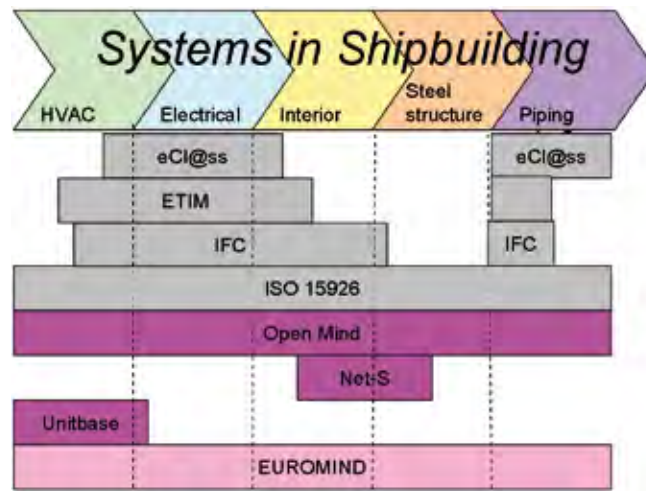 Systems in Shipbuilding
HVAC
Electrical
Interior
Steel
structure
Piping
eCl@ss
eCl@ss
ETIM
IFC
IFC
ISO 15926
Open Mind
Net-S
Unitbase
EUROMIND